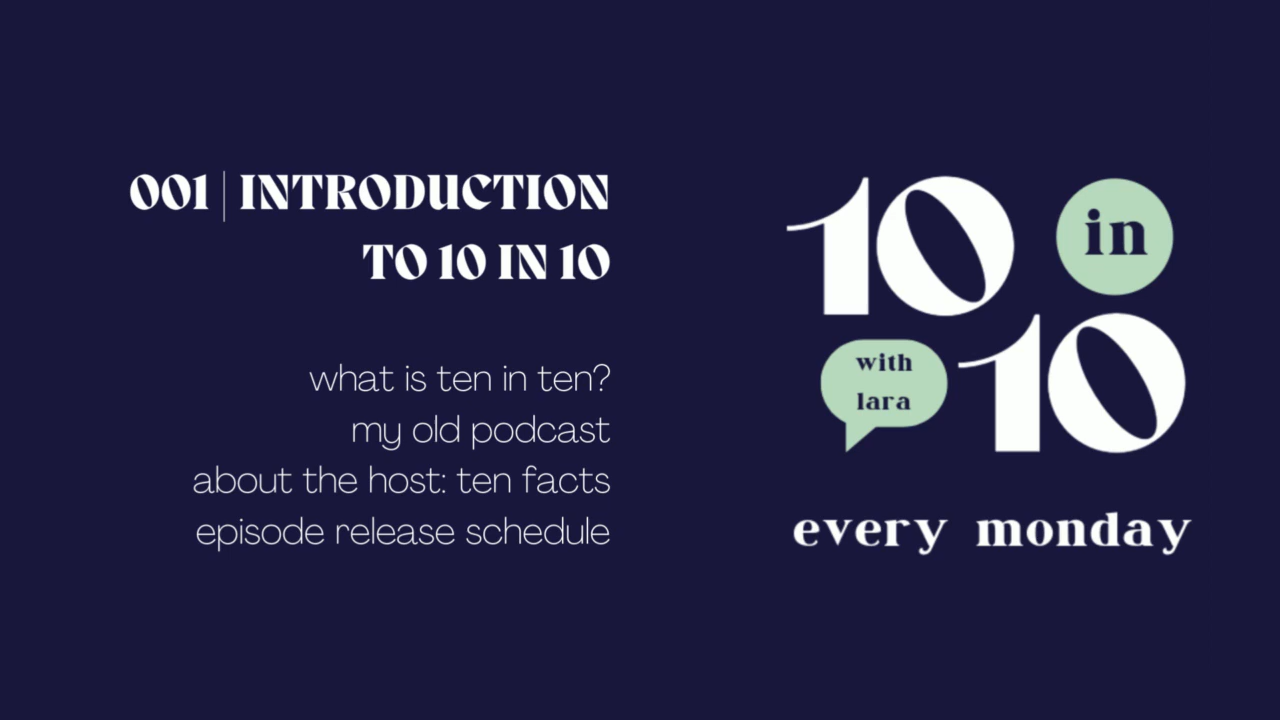 001 | INTRODUCTION
TO 10 IN 10
what is ten in ten?
my old podcast
about the host: ten facts
episode release schedule
10 in
with
lara
10
every monday